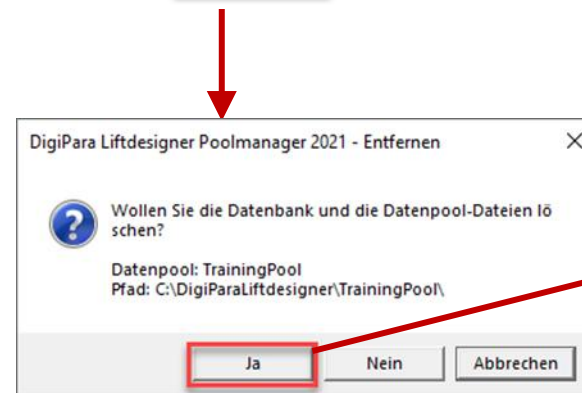 DigiPara Liftdesigner Poolmanager 2021 - Entfernen
Wollen Sie die Datenbank und die Datenpool-Dateien lö
schen?
Datenpool: TrainingPool
Pfad: C:\DigiParaLiftdesigner\TrainingPool\
Ja Nein Abbrechen